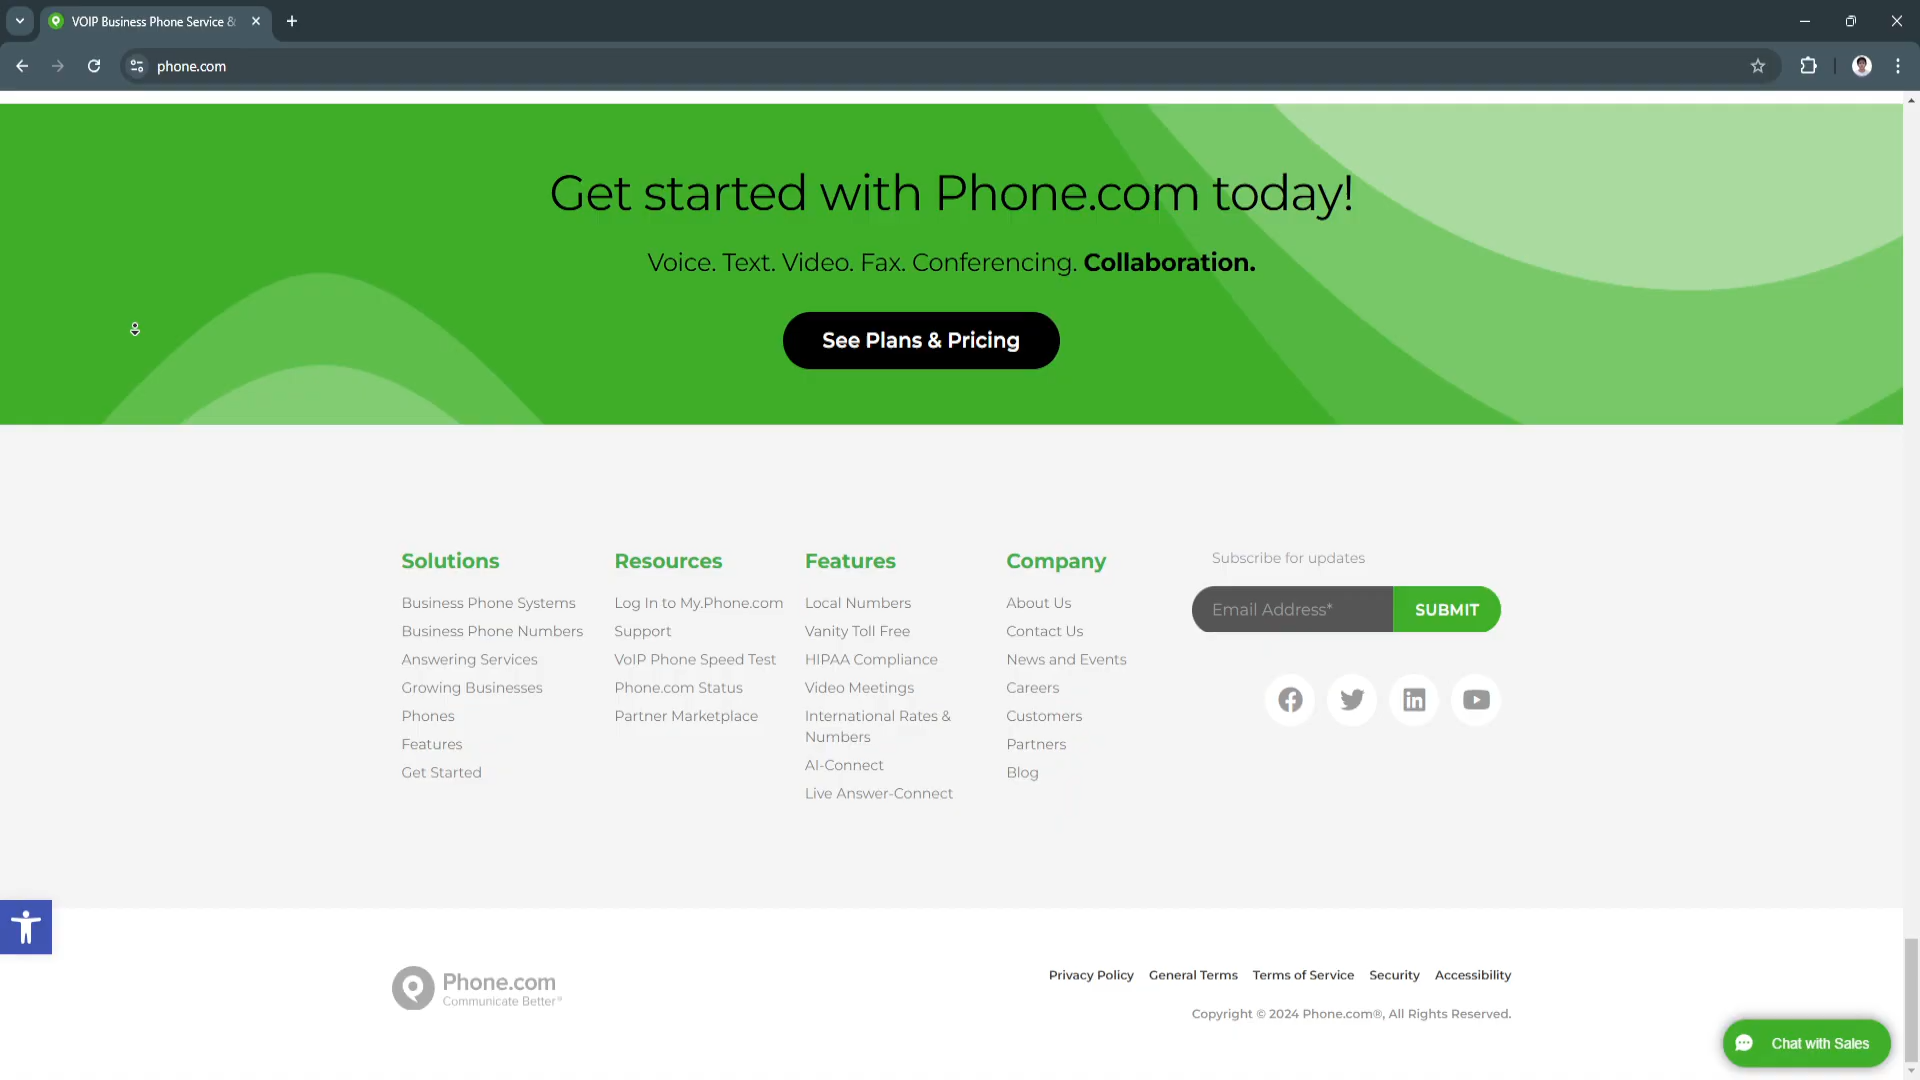 VOIP Business Phone Service &
phone.com
Get started with Phone.com today!
Voice. Text. Video. Fax. Conferencing. Collaboration.
See Plans & Pricing
Solutions
Business Phone Systems
Business Phone Numbers
Answering Services
Growing Businesses
Phones
Features
Get Started
Resources
Log In to My.Phone.com
Support
VoIP Phone Speed Test
Phone.com Status
Partner Marketplace
Features
Local Numbers
Vanity Toll Free
HIPAA Compliance
Video Meetings
International Rates &
Numbers
AI-Connect
Live Answer-Connect
Company
About Us
Contact Us
News and Events
Careers
Customers
Partners
Blog
Subscribe for updates
Email Address*
SUBMIT
Phone.com
Communicate Better®
Privacy Policy General Terms Terms of Service Security Accessibility
Copyright © 2024 Phone.com®, All Rights Reserved.
Chat with Sales